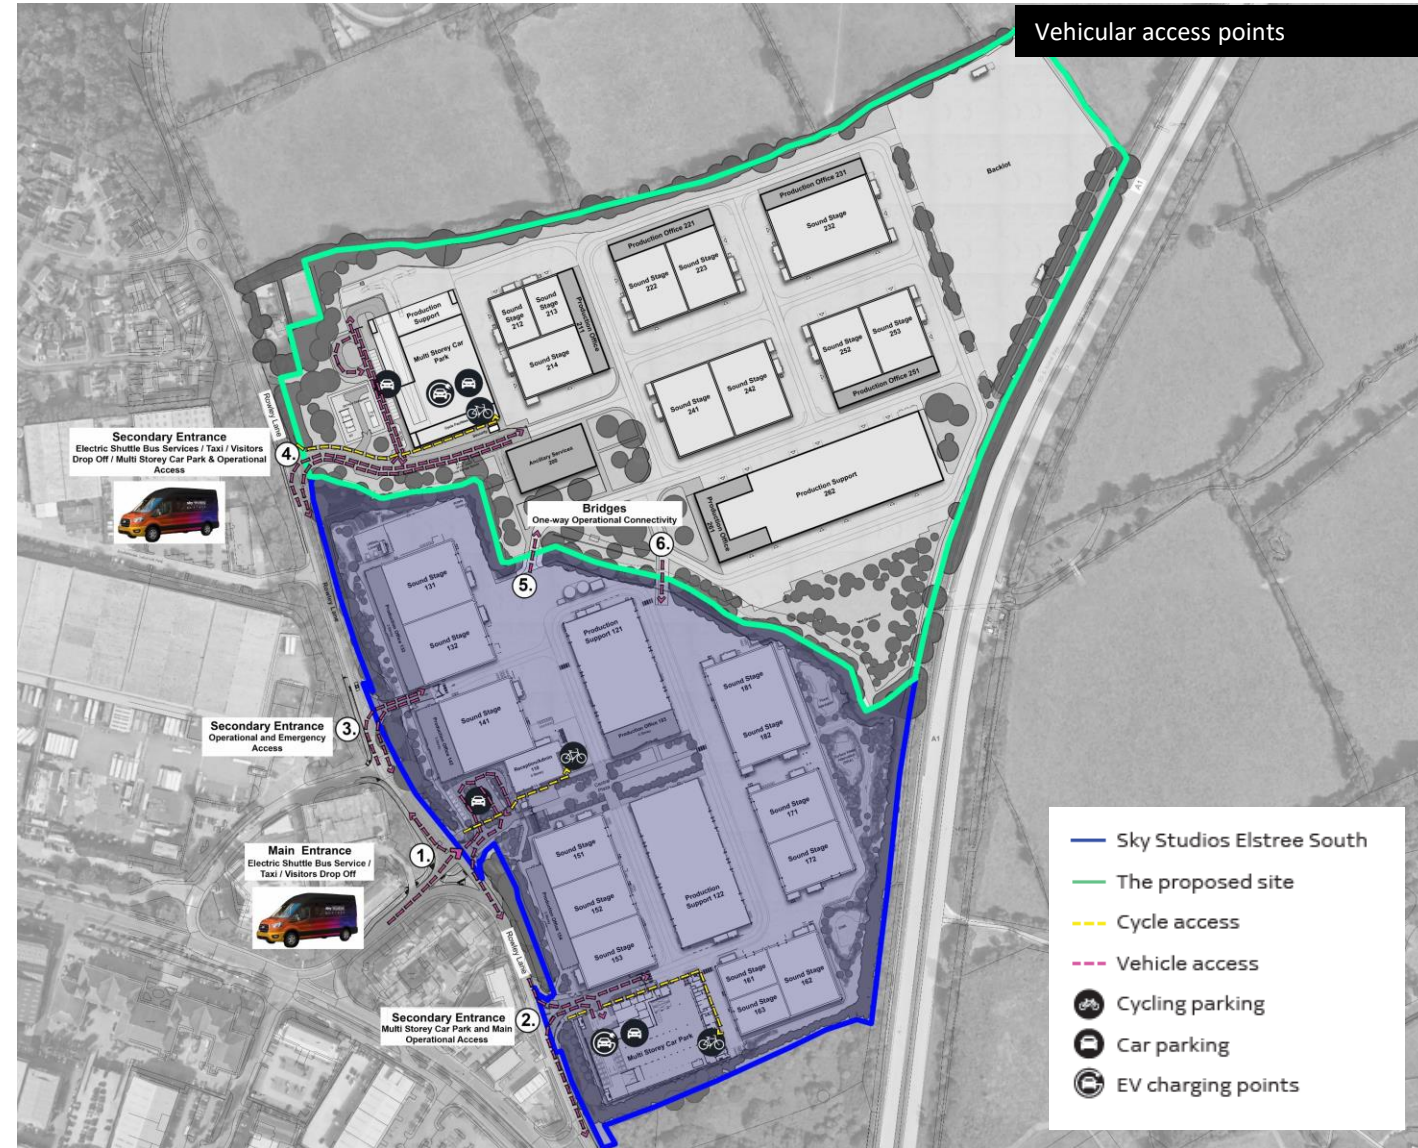 Vehicular access points
A1
Backlot
Production Office 231
Sound Stage
232
Production Office 221
Sound Stage
222
Sound Stage
223
Production
Support
Multi Storey Car
Park
Sound
Stage
212
Sound
Stage
213
Sound Stage
214
Production Office
211
Sound Stage
252
Sound Stage
253
Production Office 251
Sound Stage
241
Sound Stage
242
Rowley Lane
Secondary Entrance
Electric Shuttle Bus Services / Taxi / Visitors
Drop Off / Multi Storey Car Park & Operational
Access
4.
Ancillary Services
Production Support
262
Production Office
261
Bridges
One-way Operational Connectivity
5.
6.
Sound Stage
131
Sound Stage
132
Rowley Lane
Production
Support 121
Sound Stage
181
Sound Stage
182
Secondary Entrance
Operational and Emergency
Access
3.
Sound Stage
141
A1
Main Entrance
Electric Shuttle Bus Service /
Taxi / Visitors Drop Off
1.
Sound Stage
151
Sound Stage
152
Sound Stage
153
Production
Support 122
Sound Stage
171
Sound Stage
172
Rowley Lane
Secondary Entrance
Multi Storey Car Park and Main
Operational Access
2.
Multi Storey Car Park
Sound Stage
161
Sound Stage
162
Sound Stage
163
Sky Studios Elstree South
The proposed site
Cycle access
Vehicle access
Cycling parking
Car parking
EV charging points